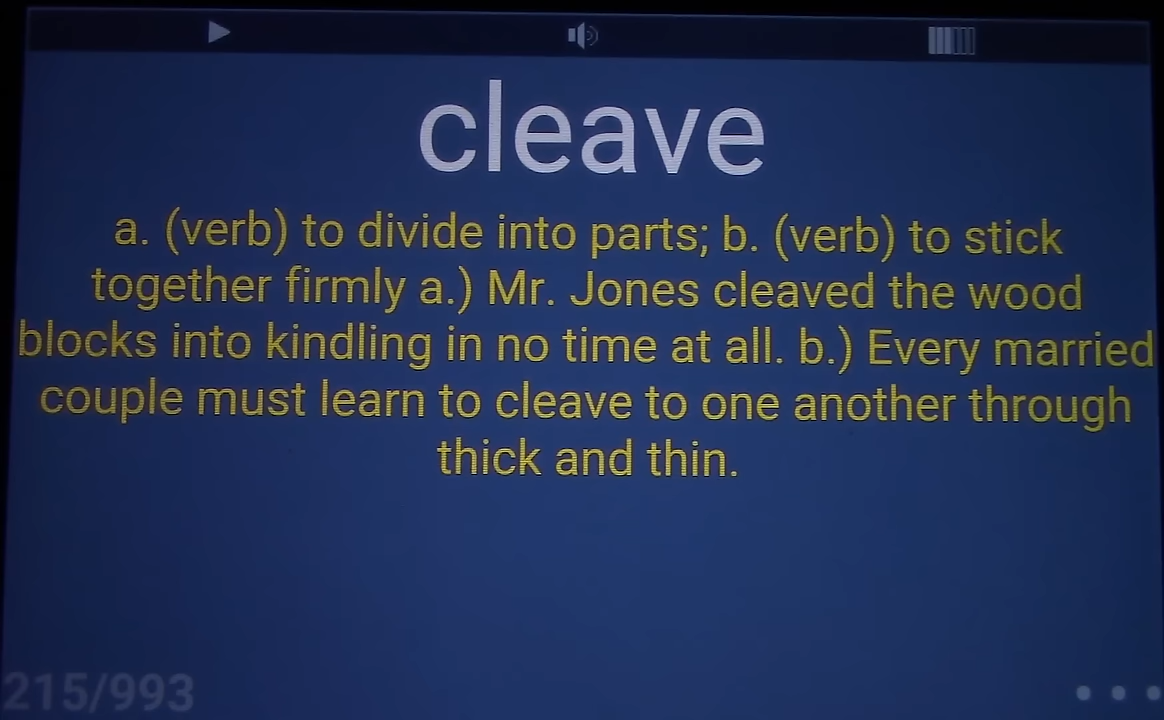 cleave
a. (verb) to divide into parts; b. (verb) to stick
together firmly a.) Mr. Jones cleaved the wood
blocks into kindling in no time at all. b.) Every married
couple must learn to cleave to one another through
thick and thin.
215/993